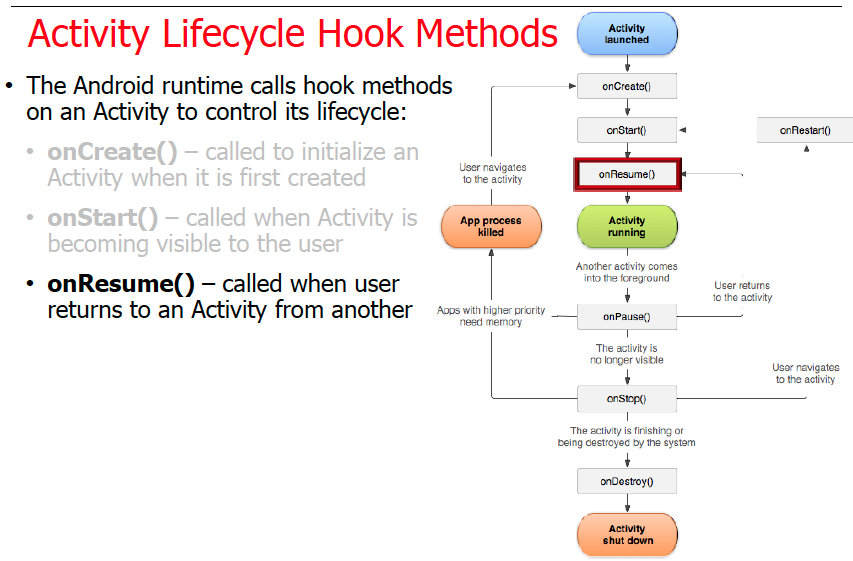 Activity Lifecycle Hook Methods
• The Android runtime calls hook methods
on an Activity to control its lifecycle:
• onCreate() – called to initialize an
Activity when it is first created
• onStart() – called when Activity is
becoming visible to the user
• onResume() – called when user
returns to an Activity from another
Activity
launched
onCreate()
onStart()
onRestart()
User navigates
to the activity
onResume()
App process
killed
Activity
running
Another activity comes
into the foreground
User returns
to the activity
Apps with higher priority
need memory
onPause()
The activity is
no longer visible
User navigates
to the activity
onStop()
The activity is finishing or
being destroyed by the system
onDestroy()
Activity
shut down